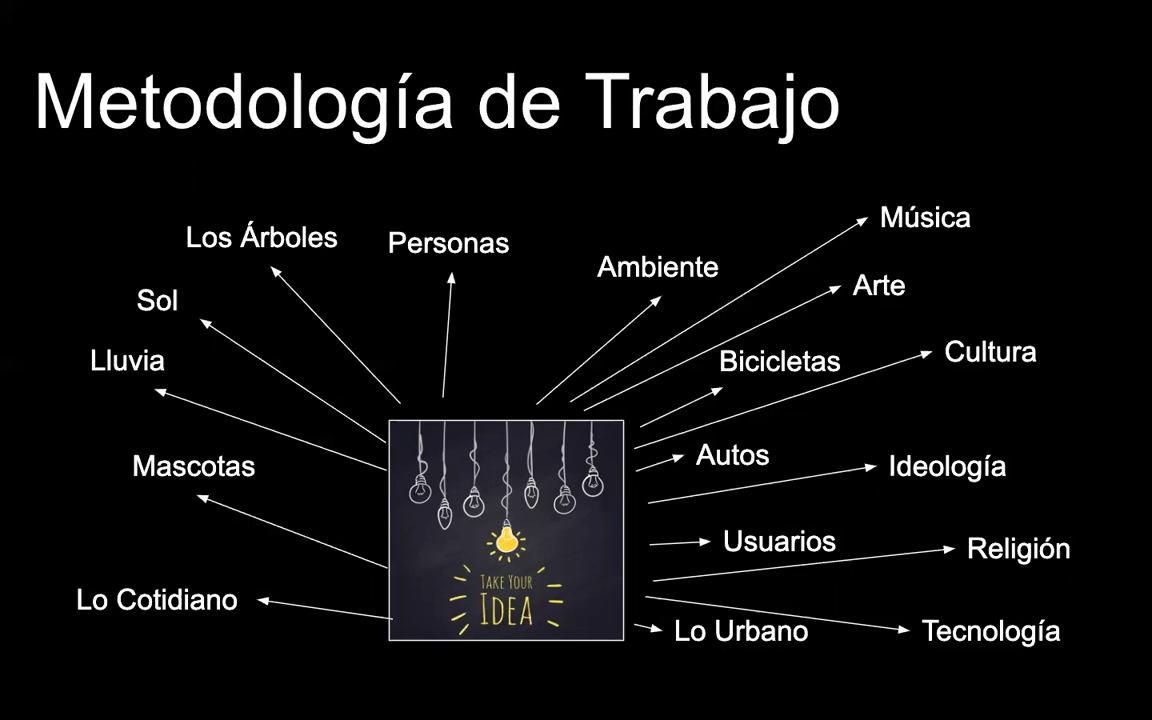 Metodología de Trabajo
Música
Los Árboles
Personas
Ambiente
Arte
Sol
Cultura
Lluvia
Bicicletas
Autos
Mascotas
Ideología
Usuarios
Religión
TAKE YOUR
IDEA
Lo Cotidiano
Lo Urbano
Tecnología